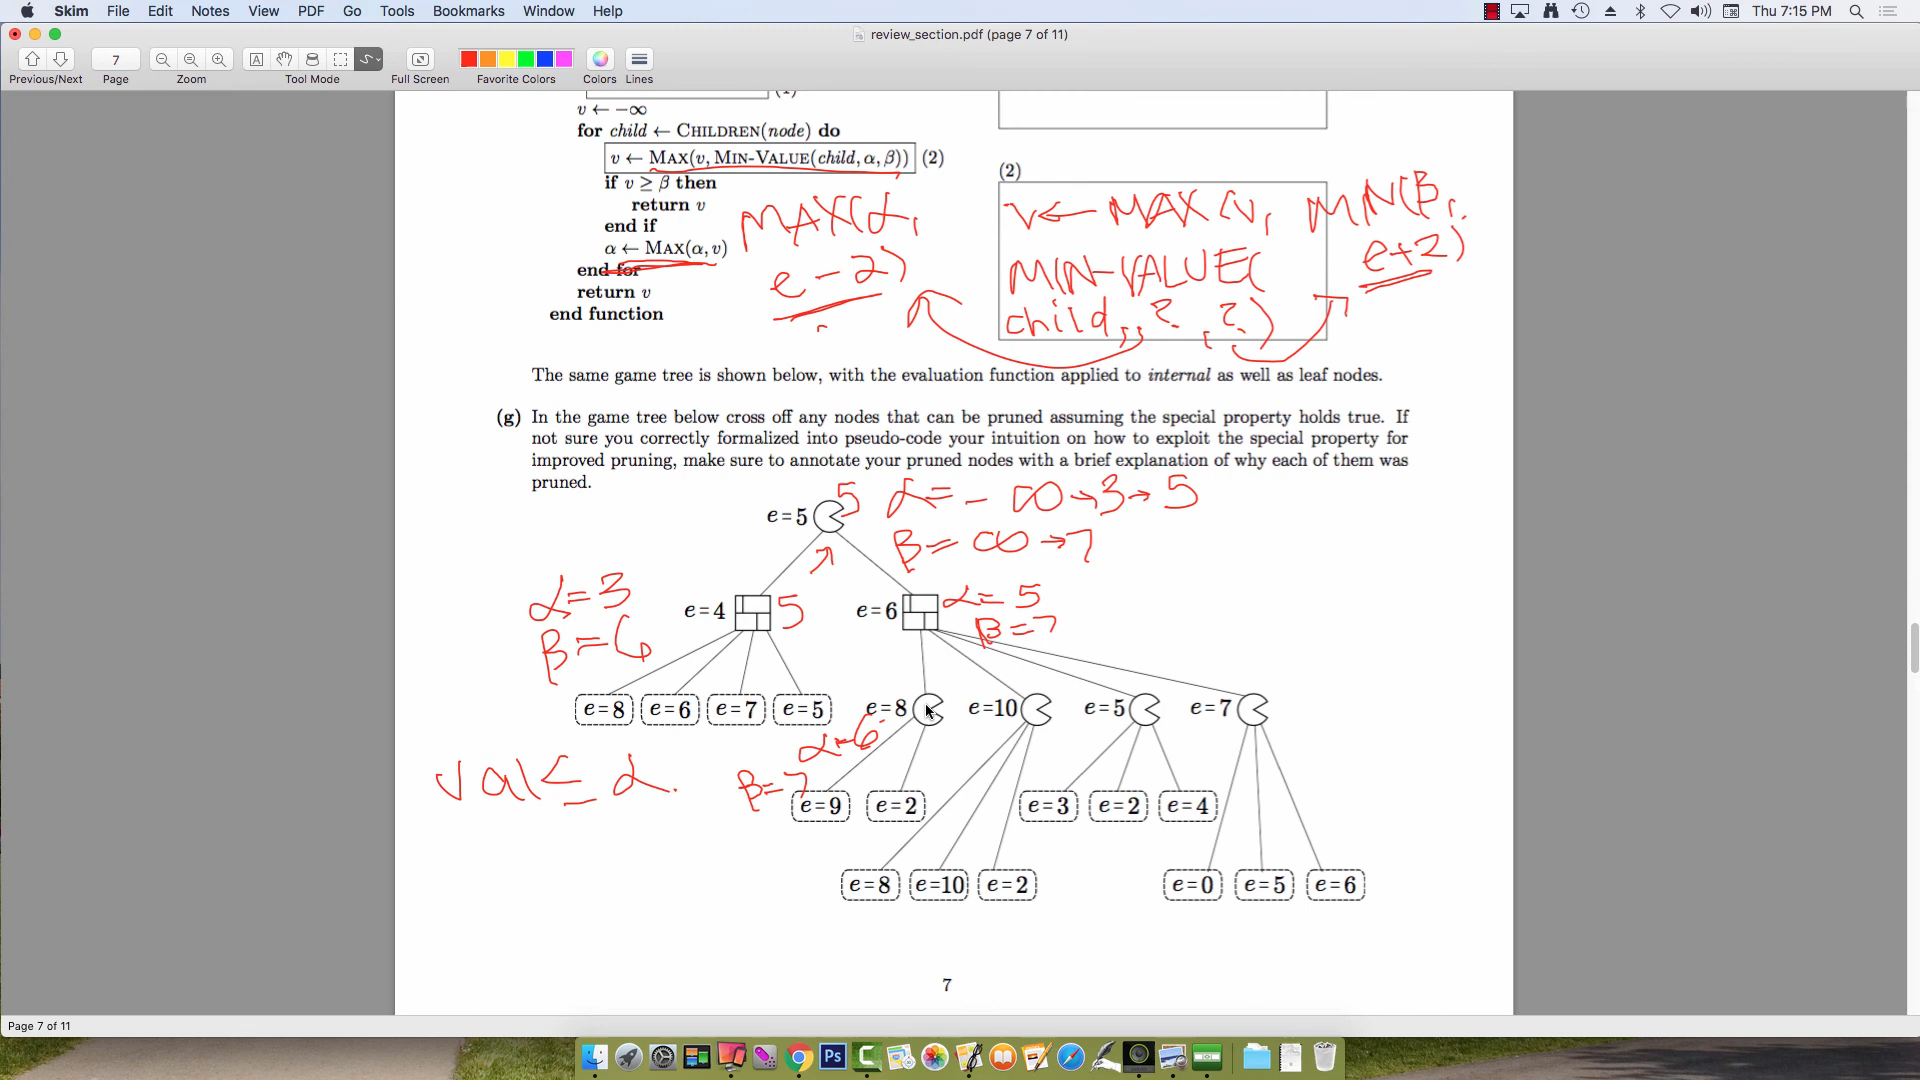 Skim File Edit Notes View PDF Go Tools Bookmarks Window Help Thu 7:15 PM
review_section.pdf (page 7 of 11)
7
Previous/Next Page Zoom Tool Mode Full Screen Favorite Colors Colors Lines
v ← −∞
for child ← CHILDREN(node) do
v ← MAX(v, MIN-VALUE(child, α, β)) (2)
if v ≥ β then
return v
end if
α ← MAX(α, v)
end for
return v
end function
MAX(α,
e − 2)
(2)
v ← MAX(v,
MIN-VALUE(
child, ?, ?)
MIN(β,
e+2)
The same game tree is shown below, with the evaluation function applied to internal as well as leaf nodes.
(g) In the game tree below cross off any nodes that can be pruned assuming the special property holds true. If
not sure you correctly formalized into pseudo-code your intuition on how to exploit the special property for
improved pruning, make sure to annotate your pruned nodes with a brief explanation of why each of them was
pruned.
e=5 5 α= − ∞ → 3 → 5
β= ∞ → 7
α=3
β=6
e=4 5 e=6 α= 5
β=7
e=8 e=6 e=7 e=5 e=8 e=10 e=5 e=7
α=6
β=7
val ≤ α.
e=9 e=2 e=3 e=2 e=4
e=8 e=10 e=2 e=0 e=5 e=6
7
Page 7 of 11
Ps